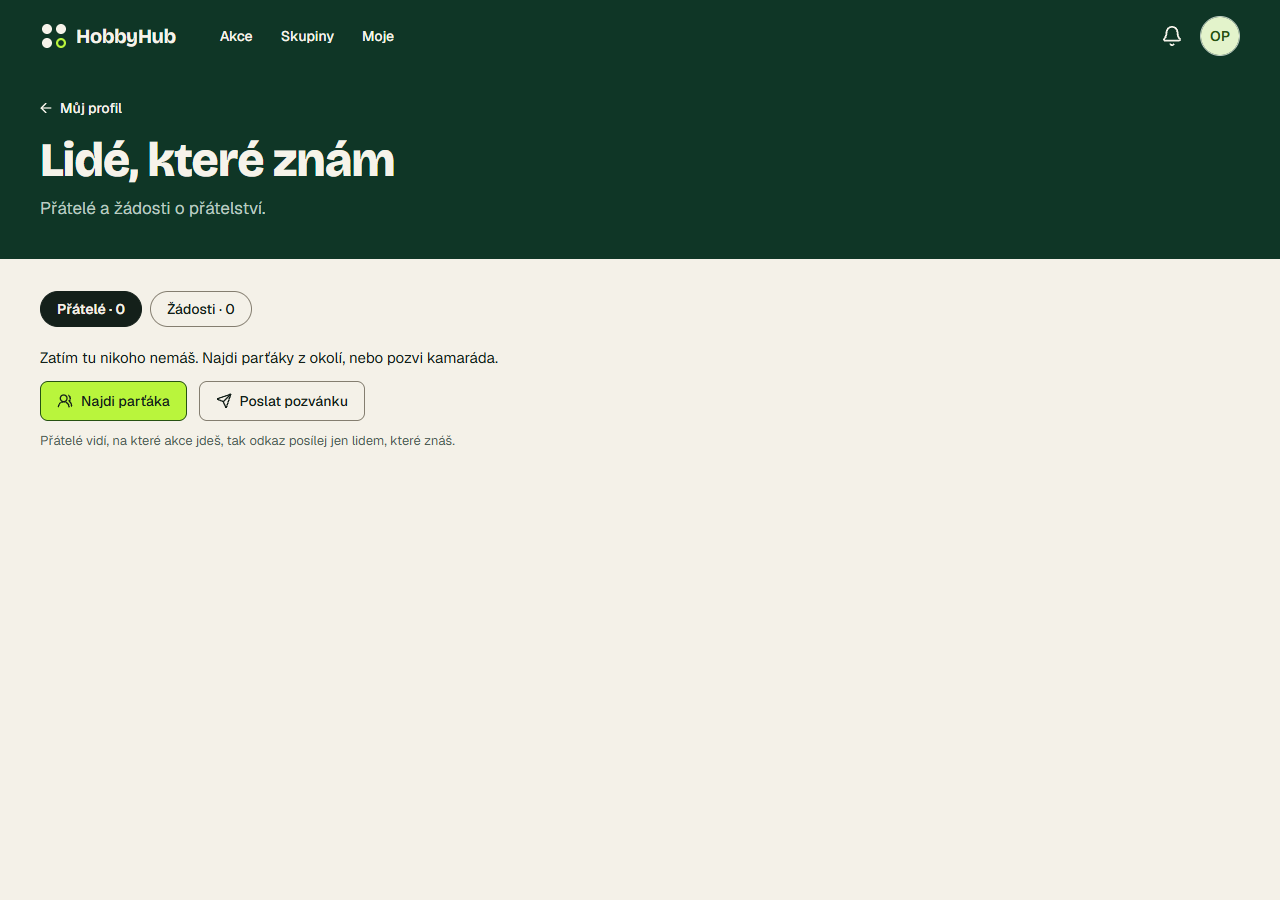 HobbyHub
Akce
Skupiny
Moje
OP
Můj profil
Lidé, které znám
Přátelé a žádosti o přátelství.
Přátelé · 0
Žádosti · 0
Zatím tu nikoho nemáš. Najdi parťáky z okolí, nebo pozvi kamaráda.
Najdi parťáka
Poslat pozvánku
Přátelé vidí, na které akce jdeš, tak odkaz posílej jen lidem, které znáš.